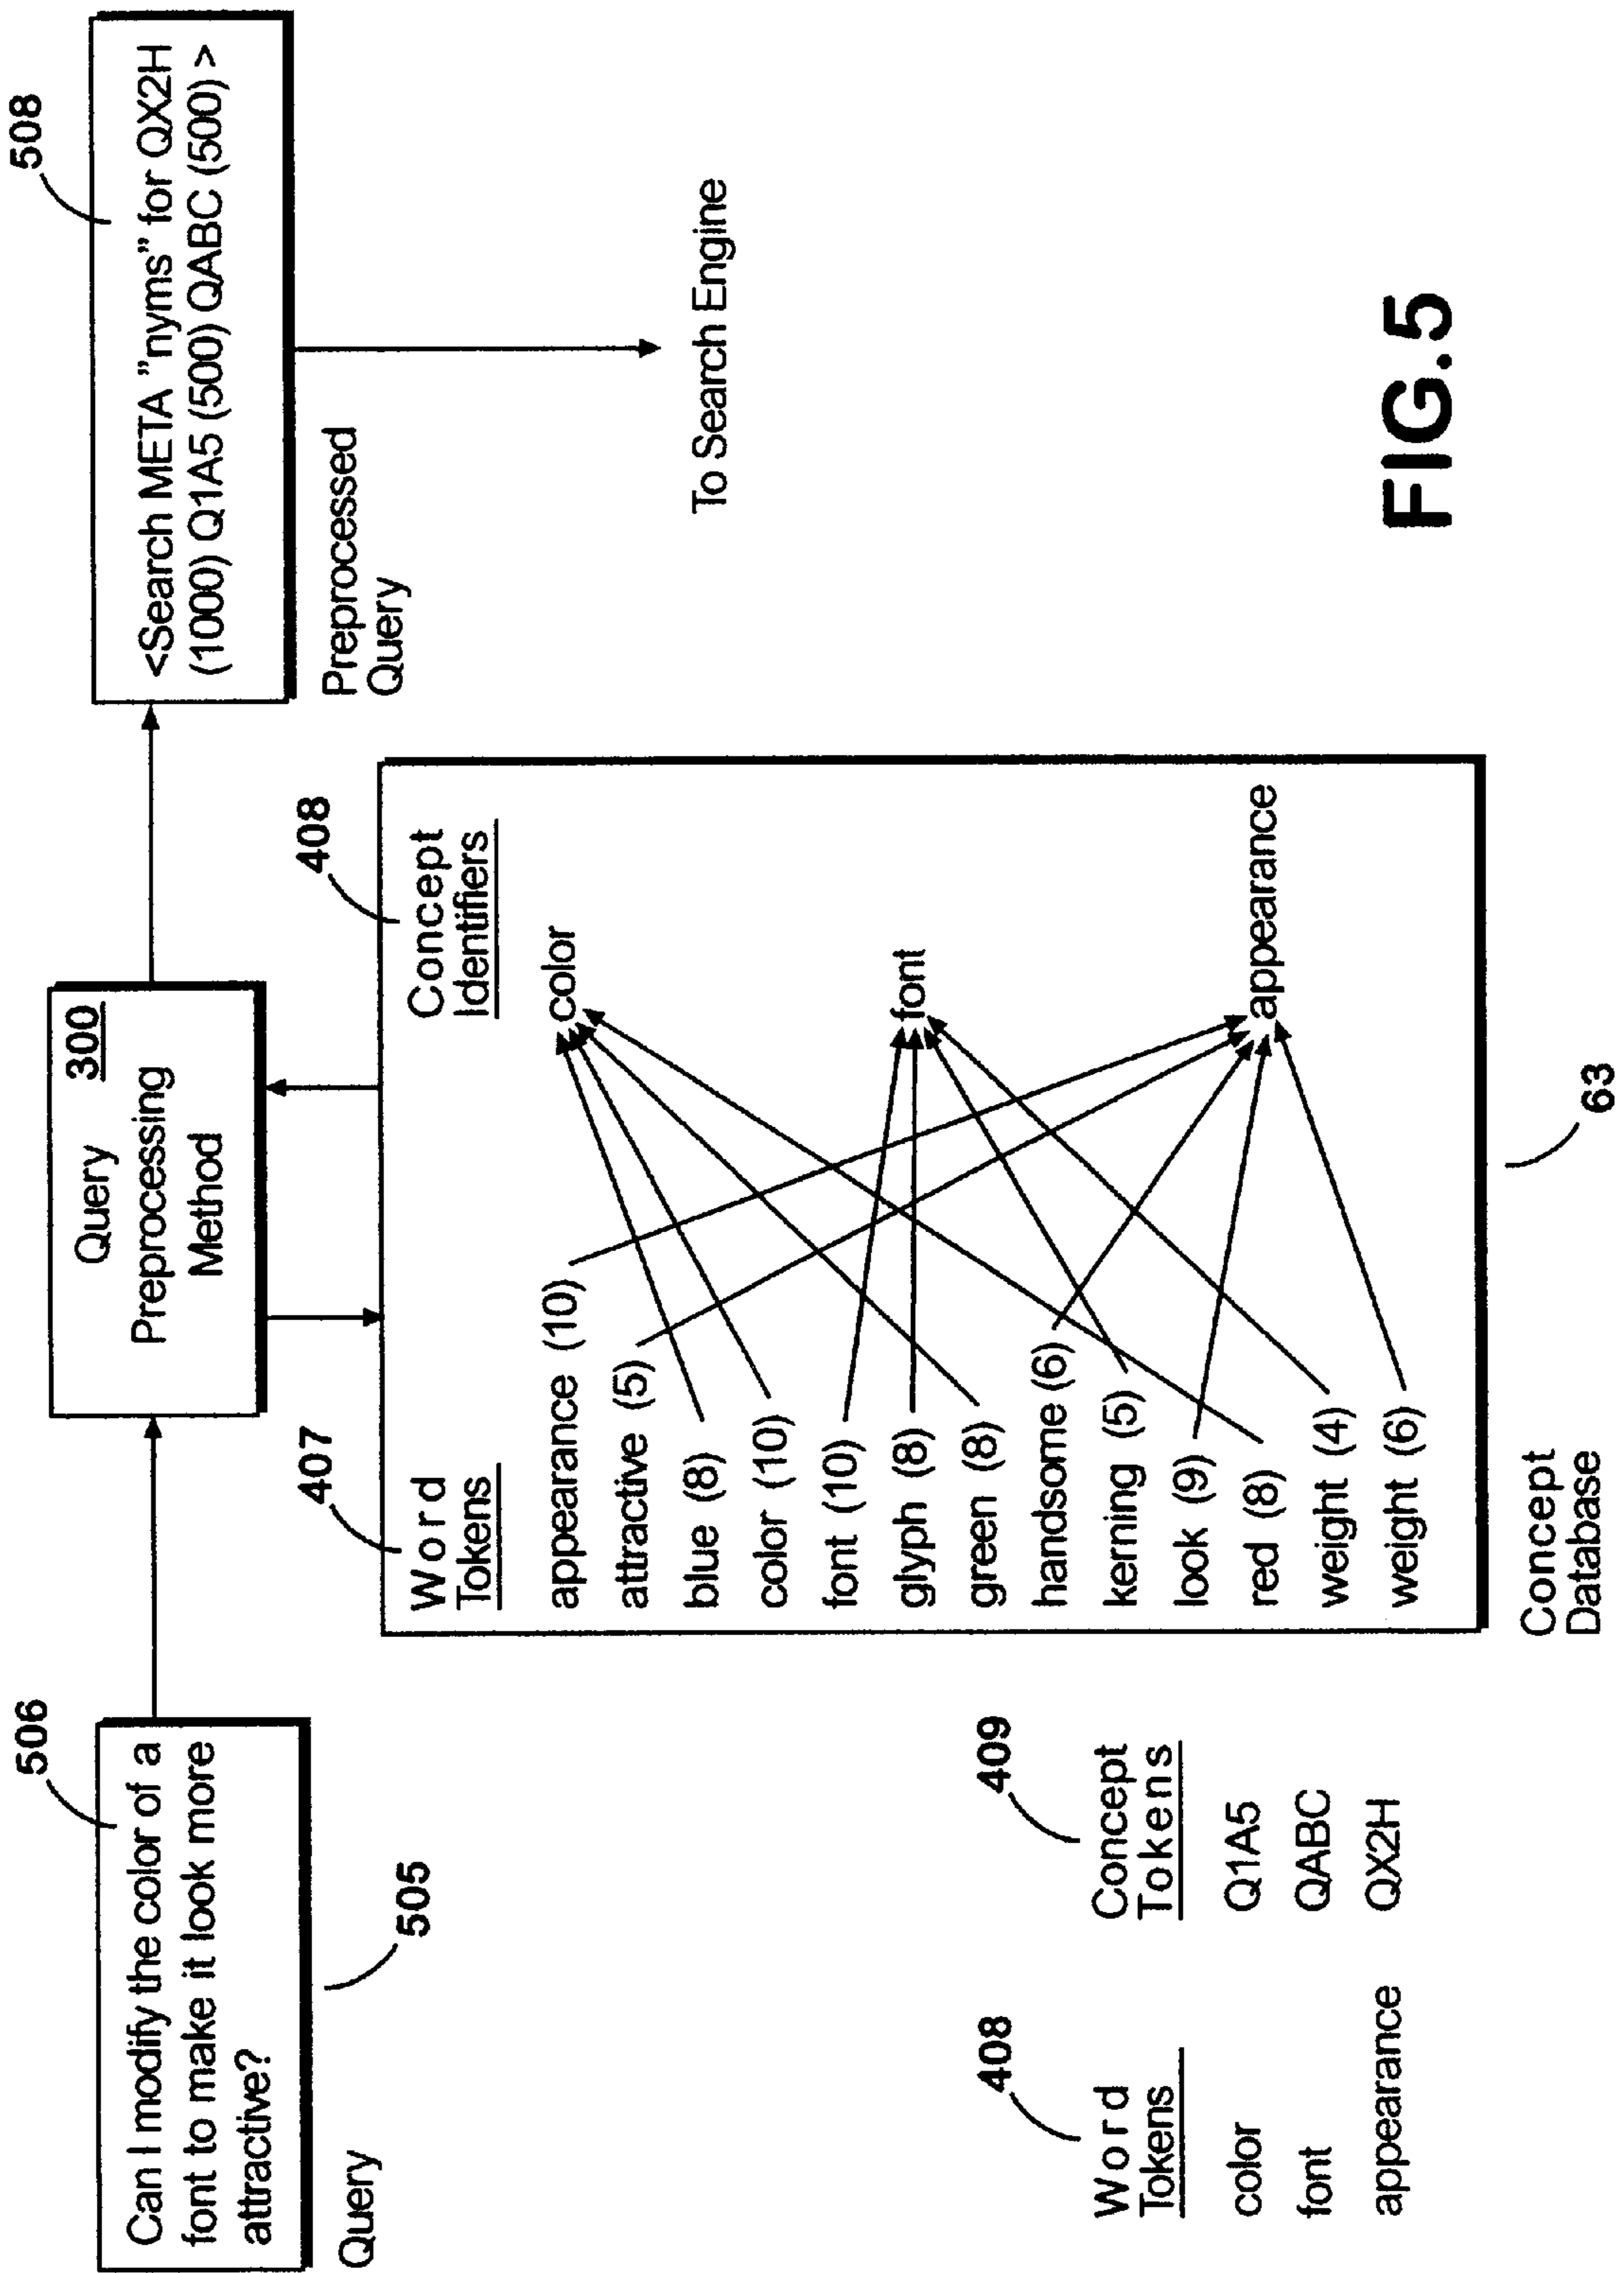 506
Can I modify the color of a
font to make it look more
attractive?
505
Query
Query 300
Preprocessing
Method
508
<Search META "nyms" for QX2H
(1000) Q1A5 (500) QABC (500) >
Preprocessed
Query
To Search Engine
407
Word
Tokens
408
Concept
Identifiers
appearance (10)
attractive (5)
blue (8)
color (10)
font (10)
glyph (8)
green (8)
handsome (6)
kerning (5)
look (9)
red (8)
weight (4)
weight (6)
color
font
appearance
63
Concept
Database
408
Word
Tokens
color
font
appearance
409
Concept
Tokens
Q1A5
QABC
QX2H
FIG.5